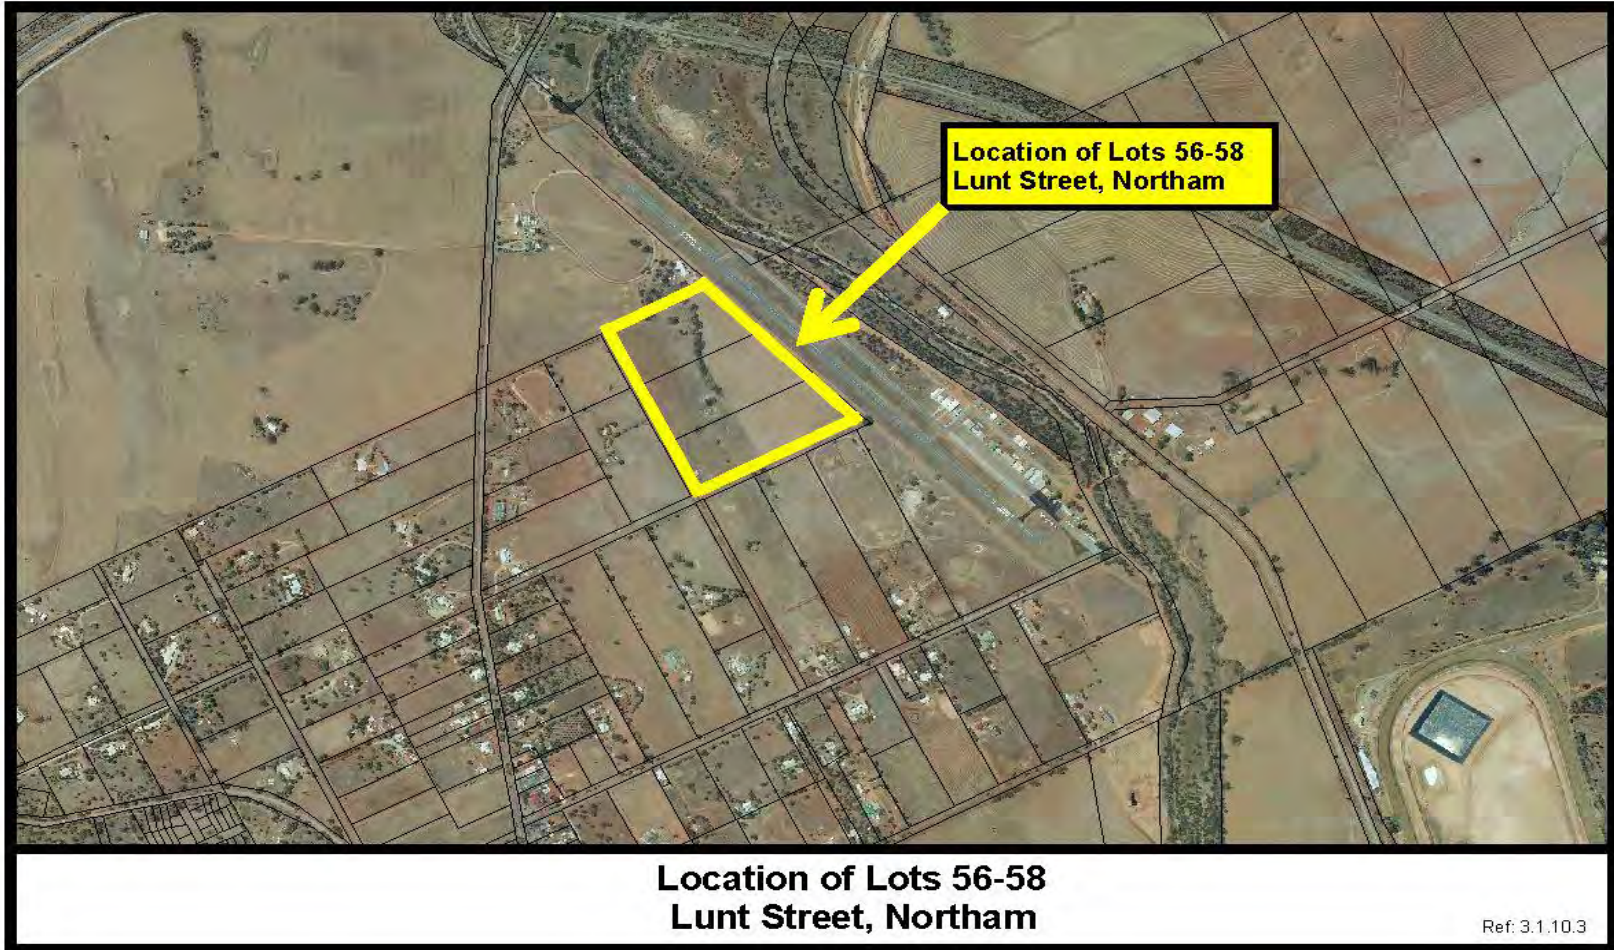 Location of Lots 56-58
Lunt Street, Northam
Location of Lots 56-58
Lunt Street, Northam
Ref: 3.1.10.3